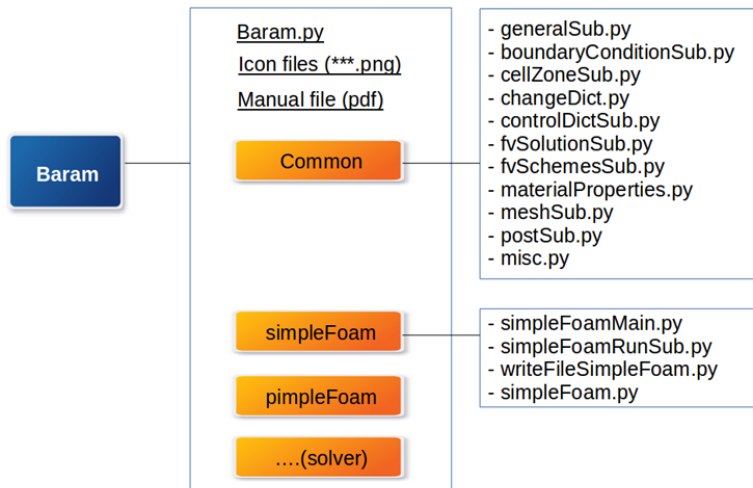 Baram
Baram.py
Icon files (***.png)
Manual file (pdf)
Common
simpleFoam
pimpleFoam
....(solver)
- generalSub.py
- boundaryConditionSub.py
- cellZoneSub.py
- changeDict.py
- controlDictSub.py
- fvSolutionSub.py
- fvSchemesSub.py
- materialProperties.py
- meshSub.py
- postSub.py
- misc.py
- simpleFoamMain.py
- simpleFoamRunSub.py
- writeFileSimpleFoam.py
- simpleFoam.py